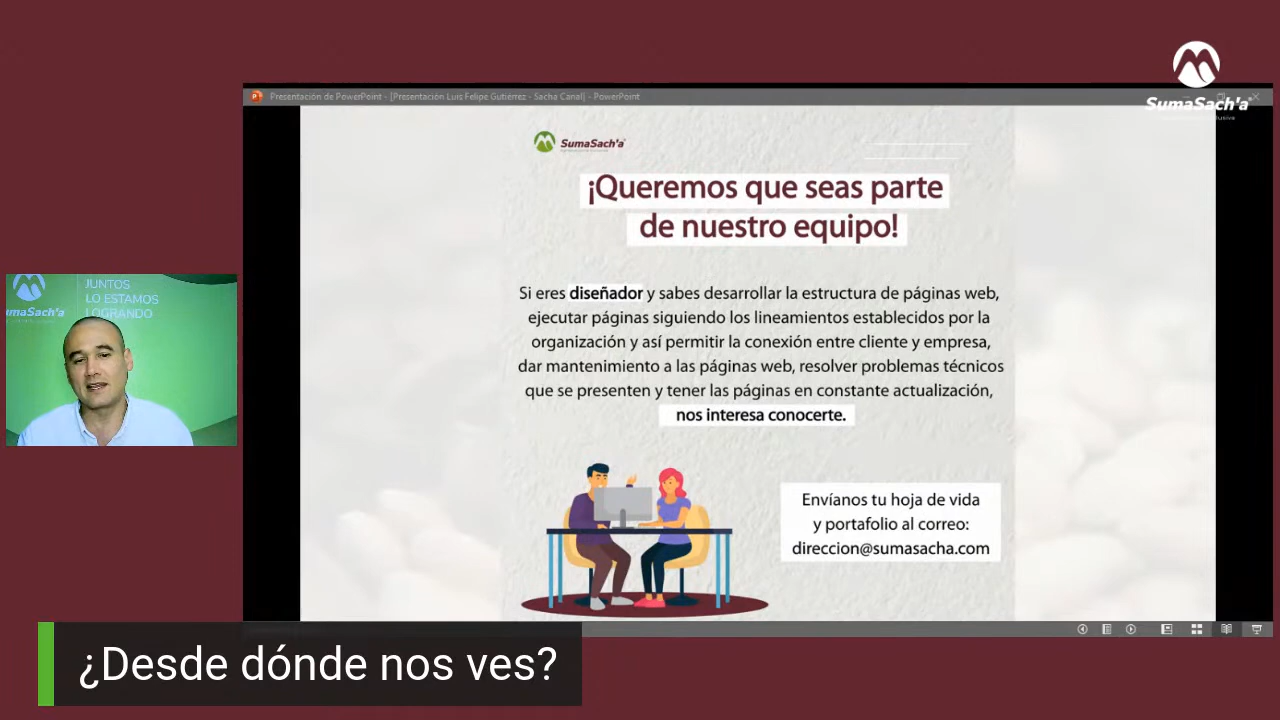 SumaSach'a
Presentación de PowerPoint - [Presentación Luis Felipe Gutiérrez - Sacha Canal] - PowerPoint
SumaSach'a
¡Queremos que seas parte
de nuestro equipo!
Si eres diseñador y sabes desarrollar la estructura de páginas web,
ejecutar páginas siguiendo los lineamientos establecidos por la
organización y así permitir la conexión entre cliente y empresa,
dar mantenimiento a las páginas web, resolver problemas técnicos
que se presenten y tener las páginas en constante actualización,
nos interesa conocerte.
Envíanos tu hoja de vida
y portafolio al correo:
direccion@sumasacha.com
JUNTOS
LO ESTAMOS
LOGRANDO
umaSach'a
¿Desde dónde nos ves?